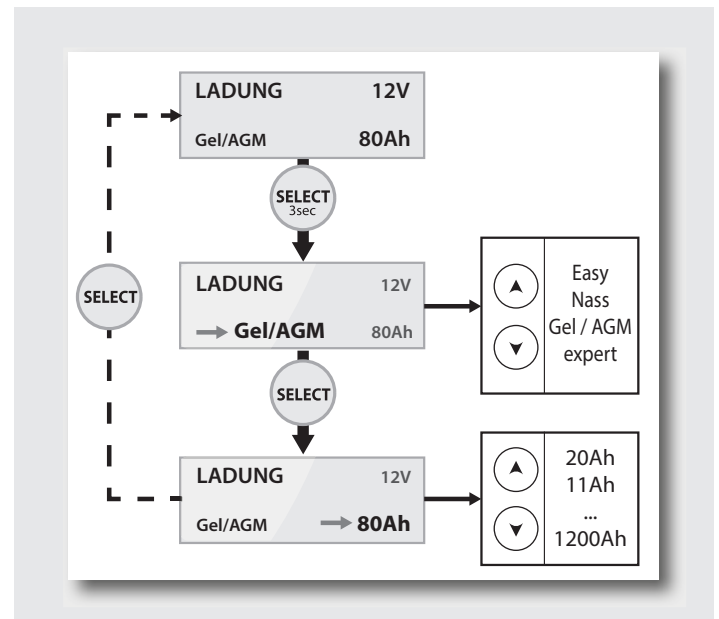 LADUNG 12V
Gel/AGM 80Ah
SELECT
3sec
LADUNG 12V
Gel/AGM 80Ah
Easy
Nass
Gel / AGM
expert
SELECT
SELECT
LADUNG 12V
Gel/AGM 80Ah
20Ah
11Ah
...
1200Ah